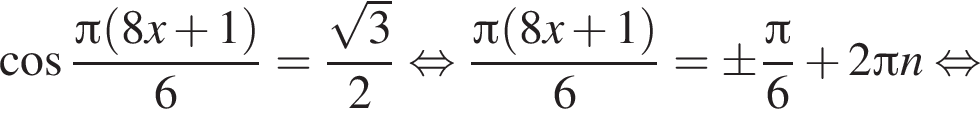 cos π(8x + 1)/6 = √3/2 ⇔ π(8x + 1)/6 = ±π/6 + 2πn ⇔